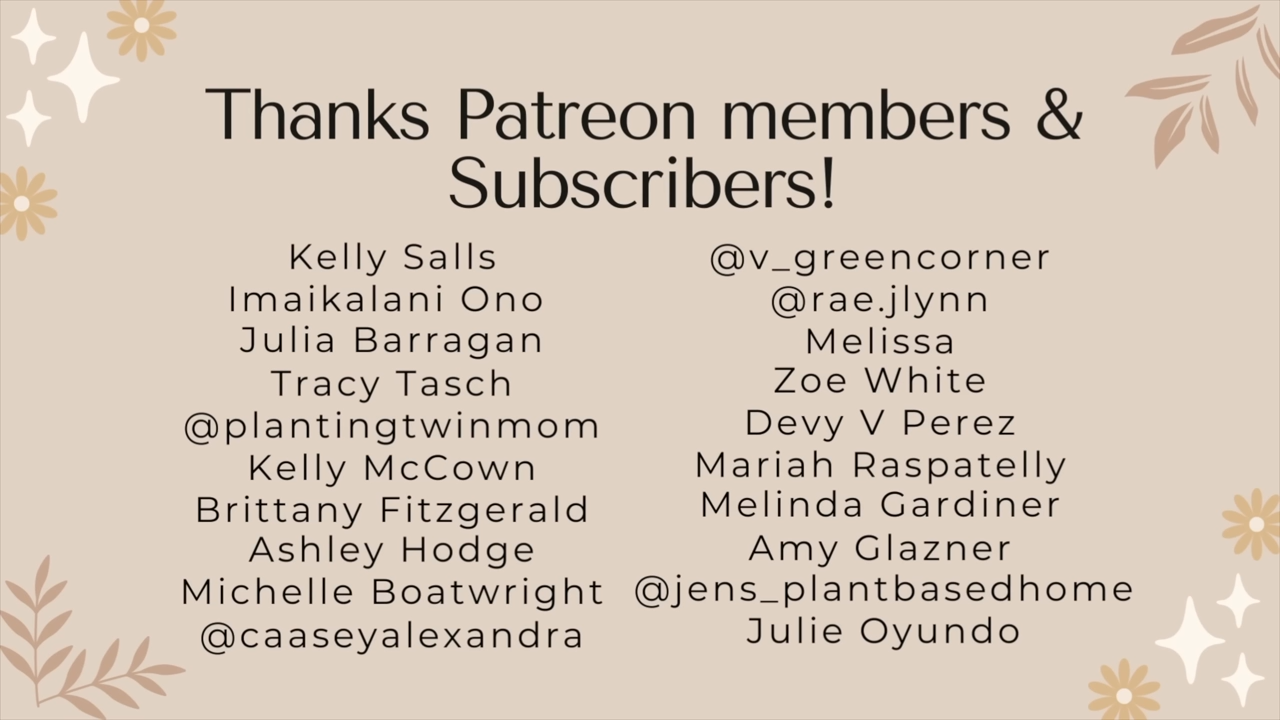 Thanks Patreon members &
Subscribers!
Kelly Salls
Imaikalani Ono
Julia Barragan
Tracy Tasch
@plantingtwinmom
Kelly McCown
Brittany Fitzgerald
Ashley Hodge
Michelle Boatwright
@caaseyalexandra
@v_greencorner
@rae.jlynn
Melissa
Zoe White
Devy V Perez
Mariah Raspatelly
Melinda Gardiner
Amy Glazner
@jens_plantbasedhome
Julie Oyundo